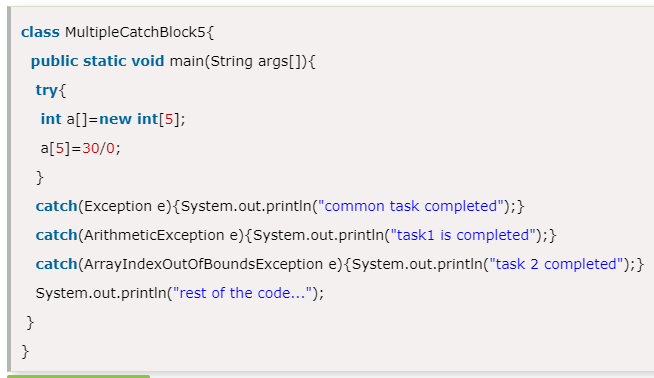 class MultipleCatchBlock5{
public static void main(String args[]){
try{
int a[]=new int[5];
a[5]=30/0;
}
catch(Exception e){System.out.println("common task completed");}
catch(ArithmeticException e){System.out.println("task1 is completed");}
catch(ArrayIndexOutOfBoundsException e){System.out.println("task 2 completed");}
System.out.println("rest of the code...");
}
}